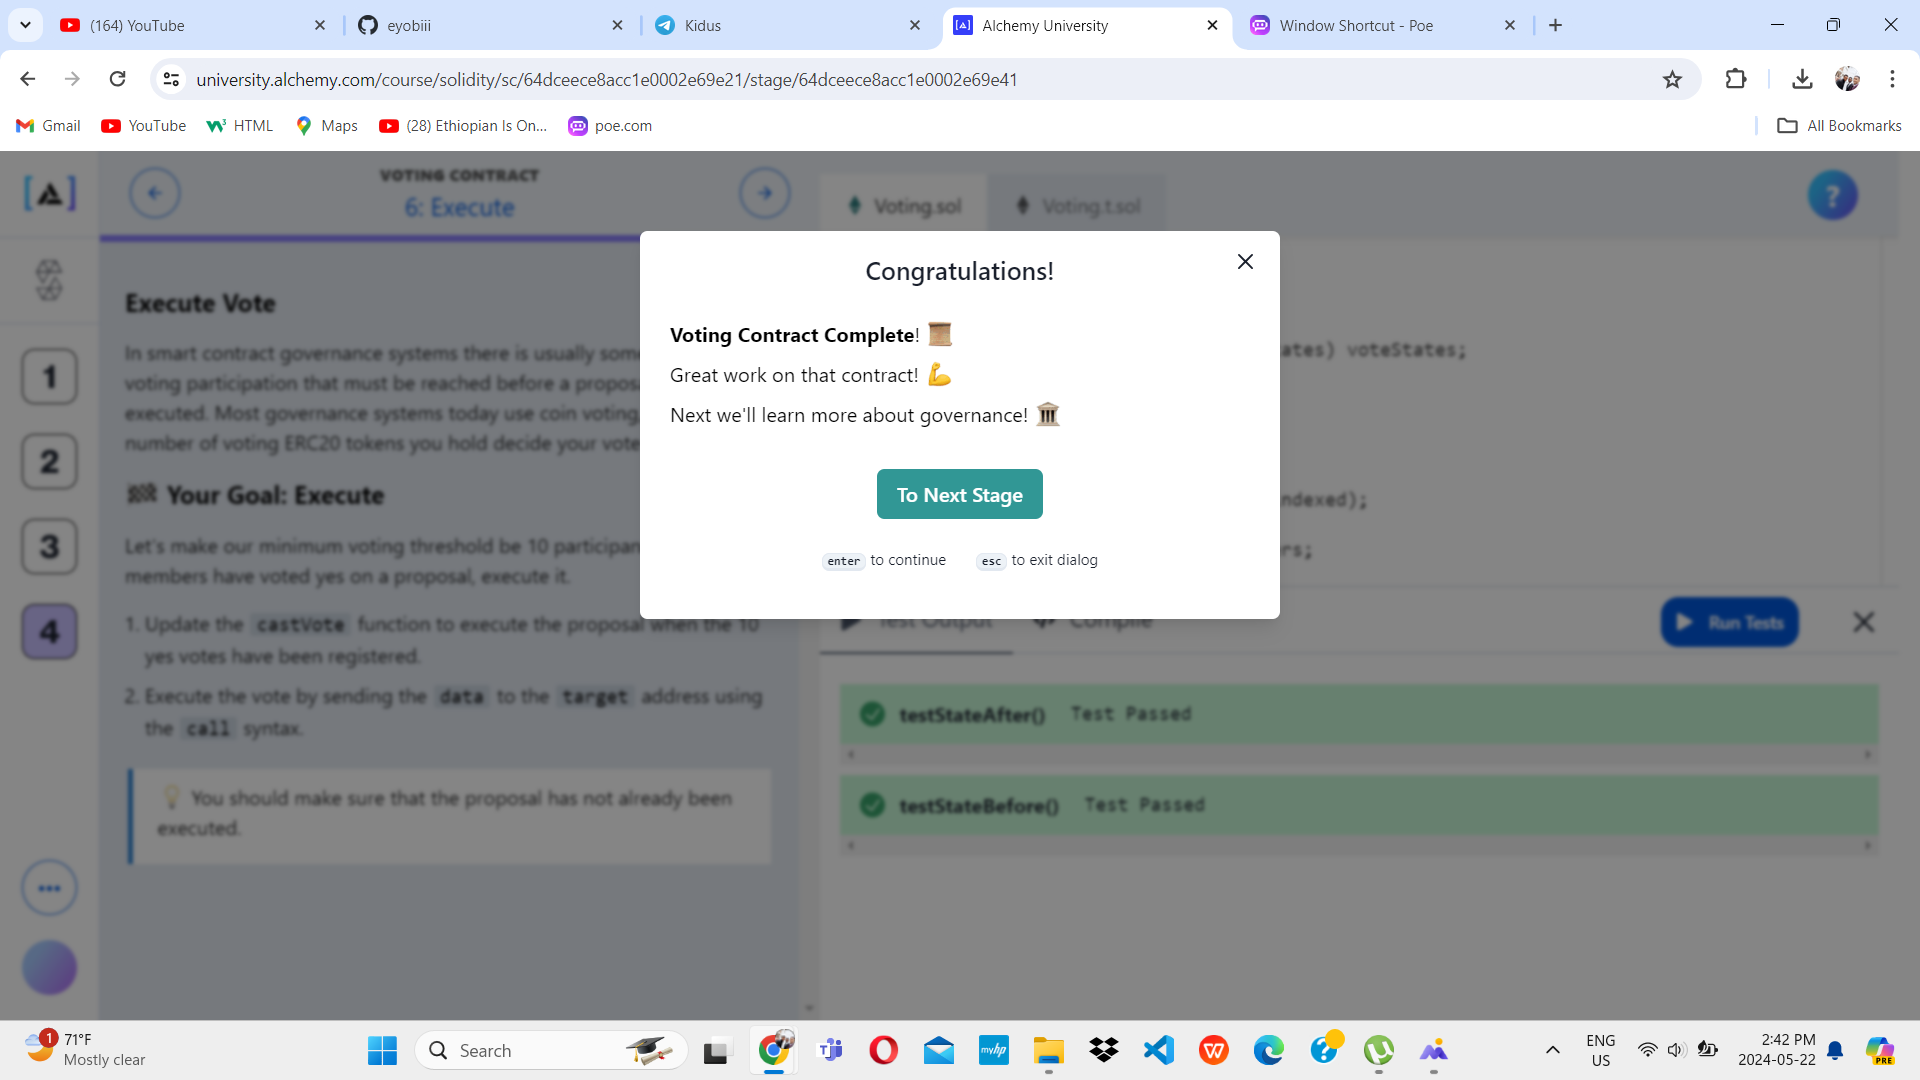 (164) YouTube
eyobiii
Kidus
Alchemy University
Window Shortcut - Poe
university.alchemy.com/course/solidity/sc/64dceece8acc1e0002e69e21/stage/64dceece8acc1e0002e69e41
Gmail
YouTube
HTML
Maps
(28) Ethiopian Is On...
poe.com
All Bookmarks
[A]
VOTING CONTRACT
6: Execute
Voting.sol
Voting.t.sol
?
Execute Vote
In smart contract governance systems there is usually some
voting participation that must be reached before a propos
executed. Most governance systems today use coin voting,
number of voting ERC20 tokens you hold decide your vote
Your Goal: Execute
Let's make our minimum voting threshold be 10 participan
members have voted yes on a proposal, execute it.
1. Update the castVote function to execute the proposal when the 10
yes votes have been registered.
2. Execute the vote by sending the data to the target address using
the call syntax.
You should make sure that the proposal has not already been
executed.
1
2
3
4
Congratulations!
Voting Contract Complete!
Great work on that contract!
Next we'll learn more about governance!
To Next Stage
enter to continue
esc to exit dialog
ates) voteStates;
ndexed);
rs;
Test Output
Compile
Run Tests
testStateAfter() Test Passed
testStateBefore() Test Passed
1
71°F
Mostly clear
Search
myhp
ENG
US
2:42 PM
2024-05-22
PRE